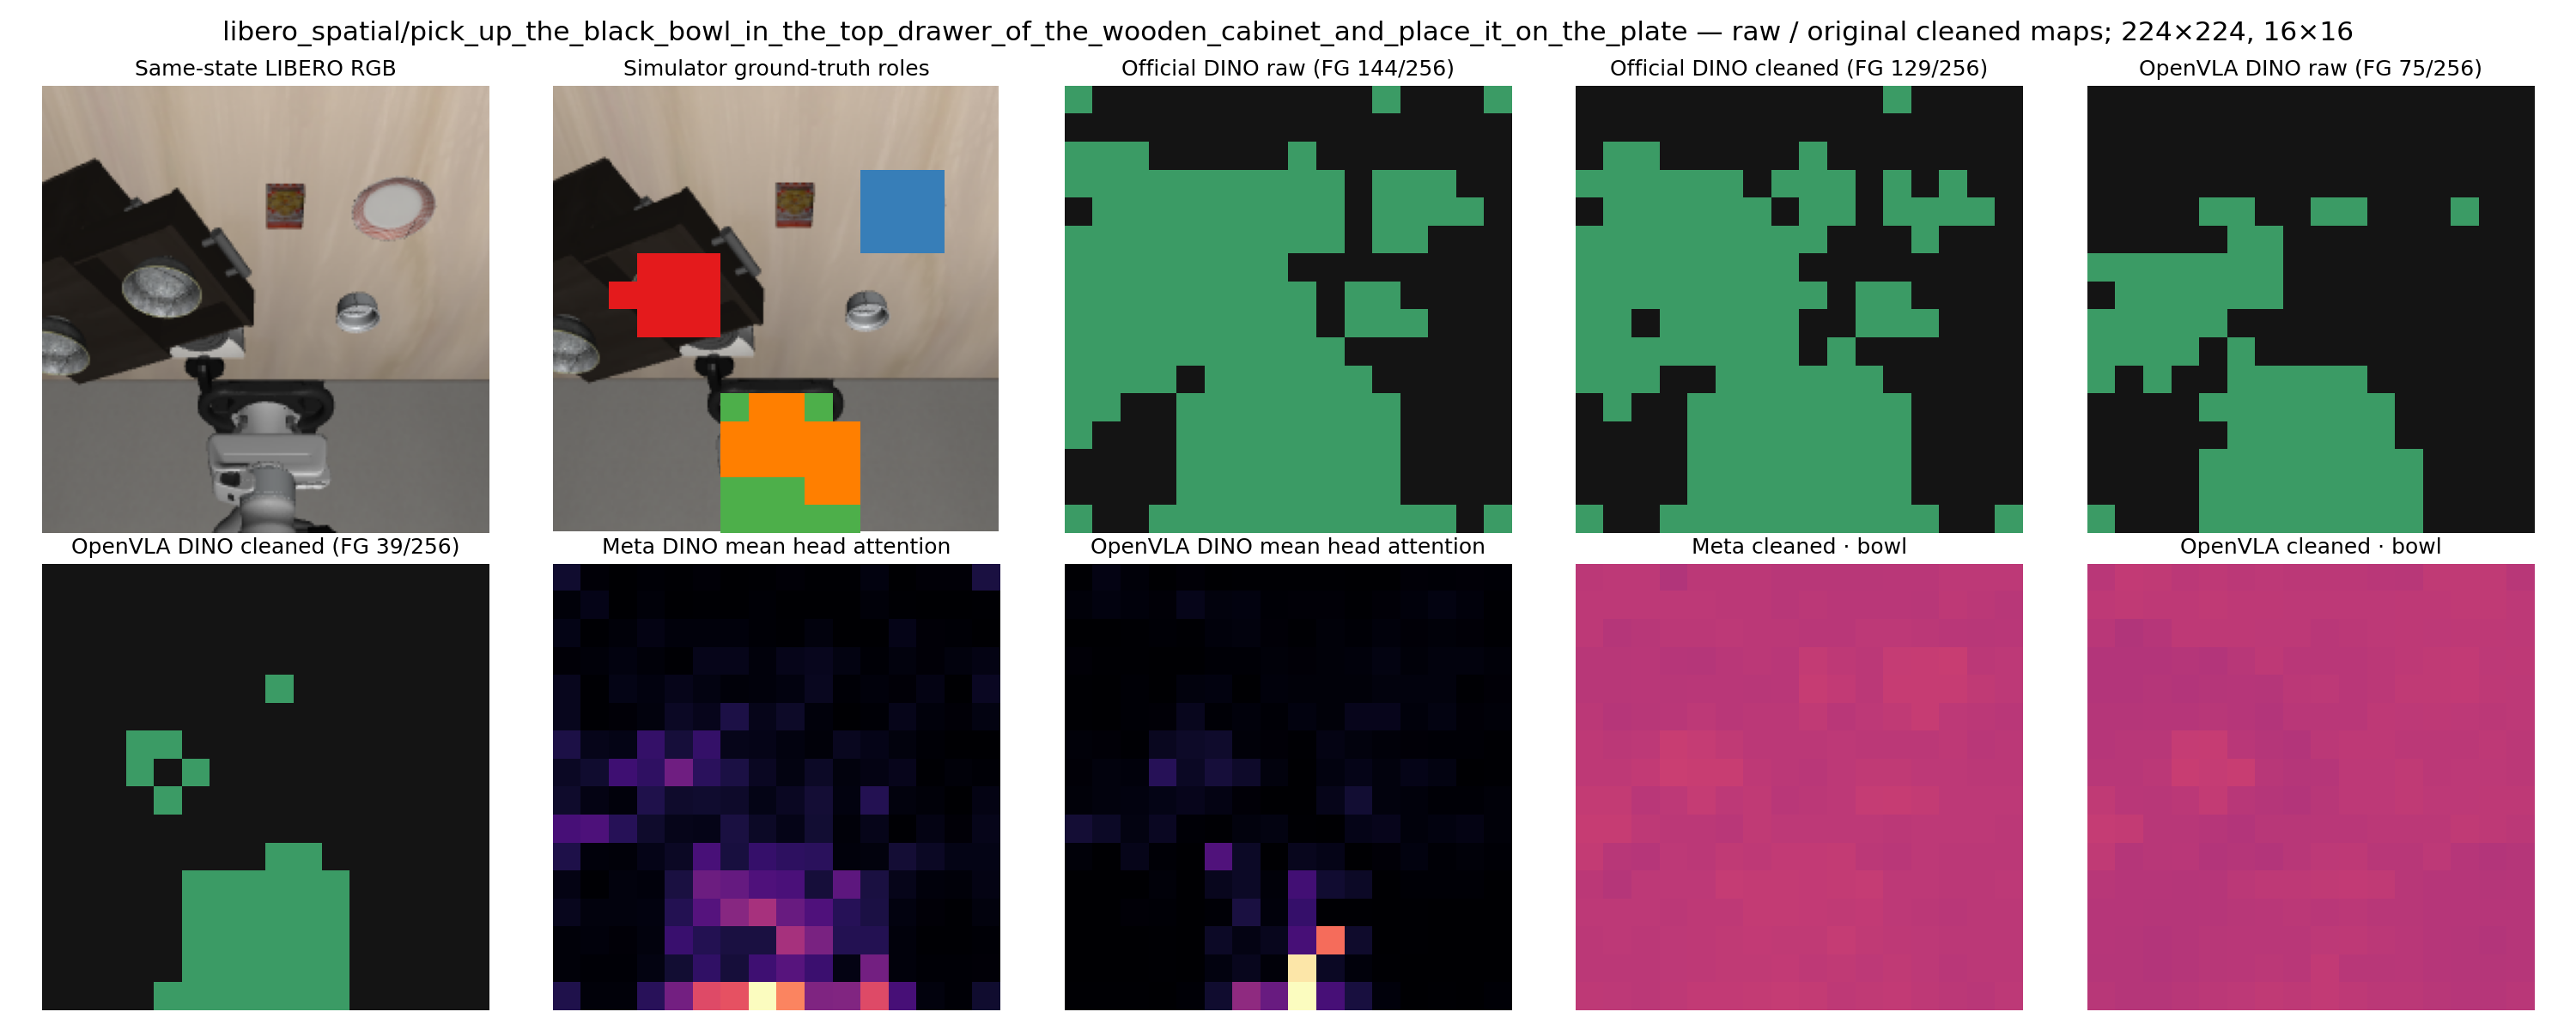 libero_spatial/pick_up_the_black_bowl_in_the_top_drawer_of_the_wooden_cabinet_and_place_it_on_the_plate — raw / original cleaned maps; 224×224, 16×16
Same-state LIBERO RGB
Simulator ground-truth roles
Official DINO raw (FG 144/256)
Official DINO cleaned (FG 129/256)
OpenVLA DINO raw (FG 75/256)
OpenVLA DINO cleaned (FG 39/256)
Meta DINO mean head attention
OpenVLA DINO mean head attention
Meta cleaned · bowl
OpenVLA cleaned · bowl